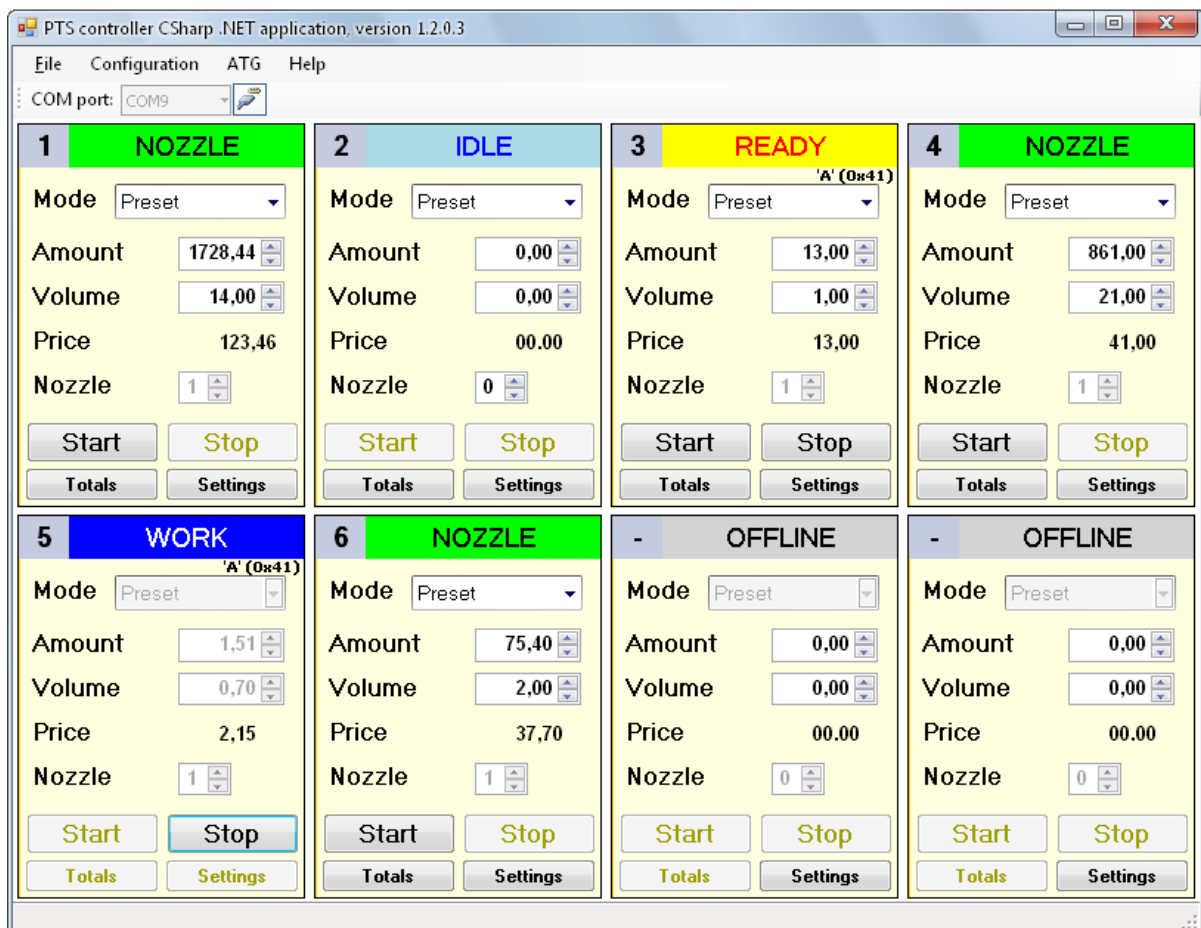 PTS controller CSharp .NET application, version 1.2.0.3
File Configuration ATG Help
COM port: COM9
1 NOZZLE
Mode Preset
Amount 1728,44
Volume 14,00
Price 123,46
Nozzle 1
Start Stop
Totals Settings
2 IDLE
Mode Preset
Amount 0,00
Volume 0,00
Price 00.00
Nozzle 0
Start Stop
Totals Settings
3 READY
'A' (0x41)
Mode Preset
Amount 13,00
Volume 1,00
Price 13,00
Nozzle 1
Start Stop
Totals Settings
4 NOZZLE
Mode Preset
Amount 861,00
Volume 21,00
Price 41,00
Nozzle 1
Start Stop
Totals Settings
5 WORK
'A' (0x41)
Mode Preset
Amount 1,51
Volume 0,70
Price 2,15
Nozzle 1
Start Stop
Totals Settings
6 NOZZLE
Mode Preset
Amount 75,40
Volume 2,00
Price 37,70
Nozzle 1
Start Stop
Totals Settings
- OFFLINE
Mode Preset
Amount 0,00
Volume 0,00
Price 00.00
Nozzle 0
Start Stop
Totals Settings
- OFFLINE
Mode Preset
Amount 0,00
Volume 0,00
Price 00.00
Nozzle 0
Start Stop
Totals Settings